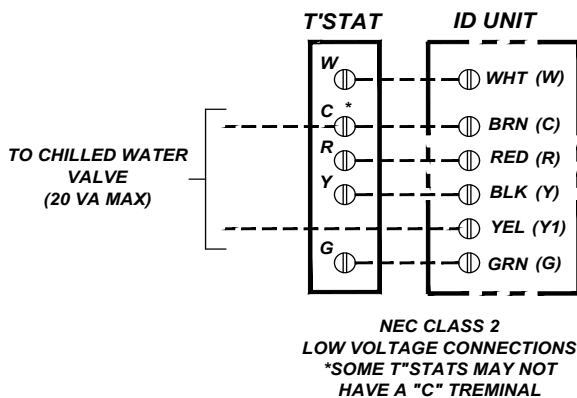 T'STAT
ID UNIT
W
WHT (W)
C *
BRN (C)
R
RED (R)
Y
BLK (Y)
YEL (Y1)
G
GRN (G)
TO CHILLED WATER
VALVE
(20 VA MAX)
NEC CLASS 2
LOW VOLTAGE CONNECTIONS
*SOME T"STATS MAY NOT
HAVE A "C" TREMINAL